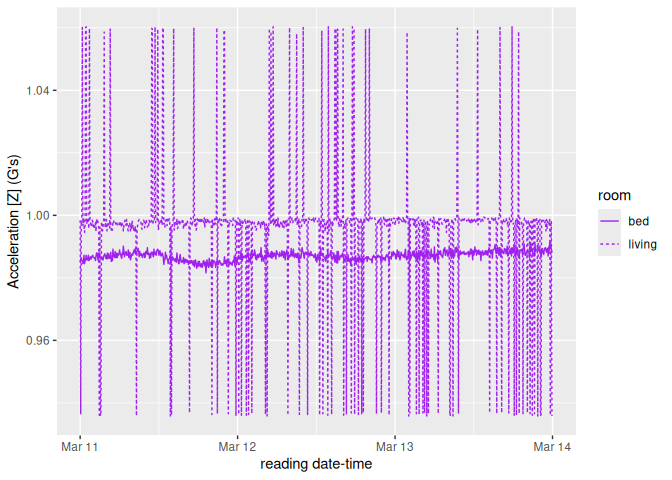 Acceleration [Z] (G's)
1.04
1.00
0.96
Mar 11
Mar 12
Mar 13
Mar 14
reading date-time
room
bed
living